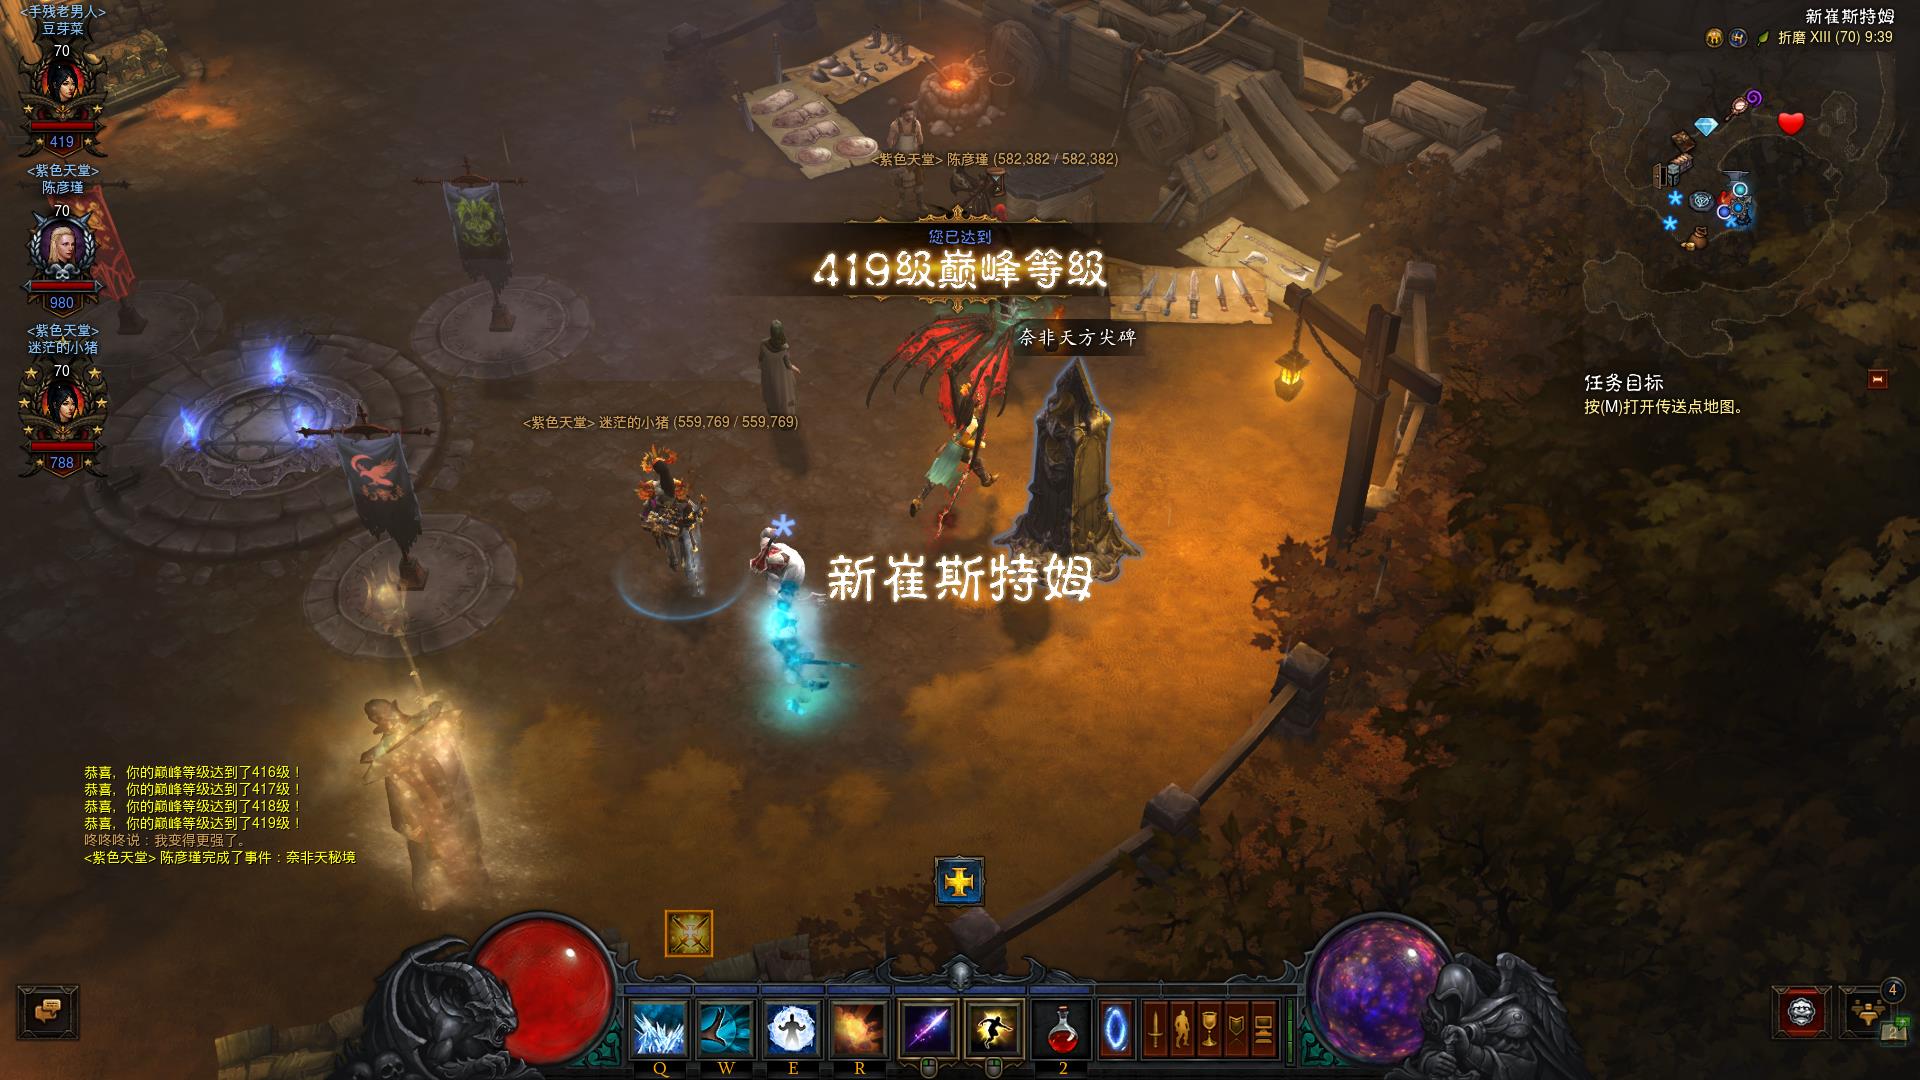 <手残老男人>
豆芽菜
70
419
<紫色天堂>
陈彦瑾
70
980
<紫色天堂>
迷茫的小猪
70
788
新崔斯特姆
折磨 XIII (70) 9:39
<紫色天堂> 陈彦瑾 (582,382 / 582,382)
您已达到
419级巅峰等级
奈非天方尖碑
任务目标
按(M)打开传送点地图。
<紫色天堂> 迷茫的小猪 (559,769 / 559,769)
新崔斯特姆
恭喜，你的巅峰等级达到了416级！
恭喜，你的巅峰等级达到了417级！
恭喜，你的巅峰等级达到了418级！
恭喜，你的巅峰等级达到了419级！
咚咚咚说：我变得更强了。
<紫色天堂> 陈彦瑾完成了事件：奈非天秘境
Q W E R 2
4
2